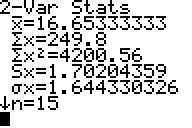 2-Var Stats
x̄=16.65333333
Σx=249.8
Σx²=4200.56
Sx=1.70204359
σx=1.644330326
↓n=15